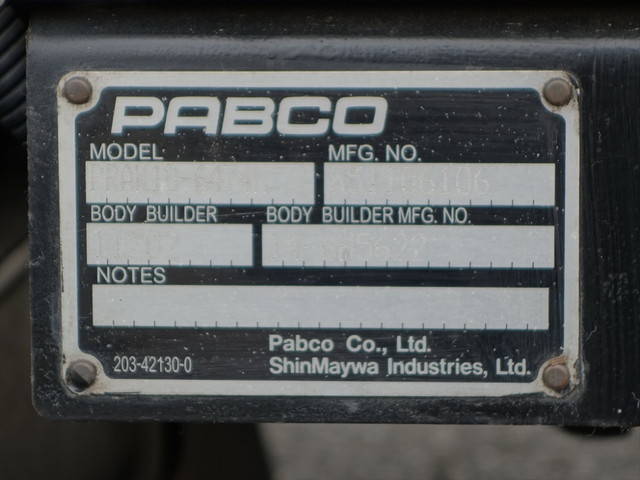 PABCO
MODEL MFG. NO.
BODY BUILDER BODY BUILDER MFG. NO.
NOTES
Pabco Co., Ltd.
203-42130-0 ShinMaywa Industries, Ltd.